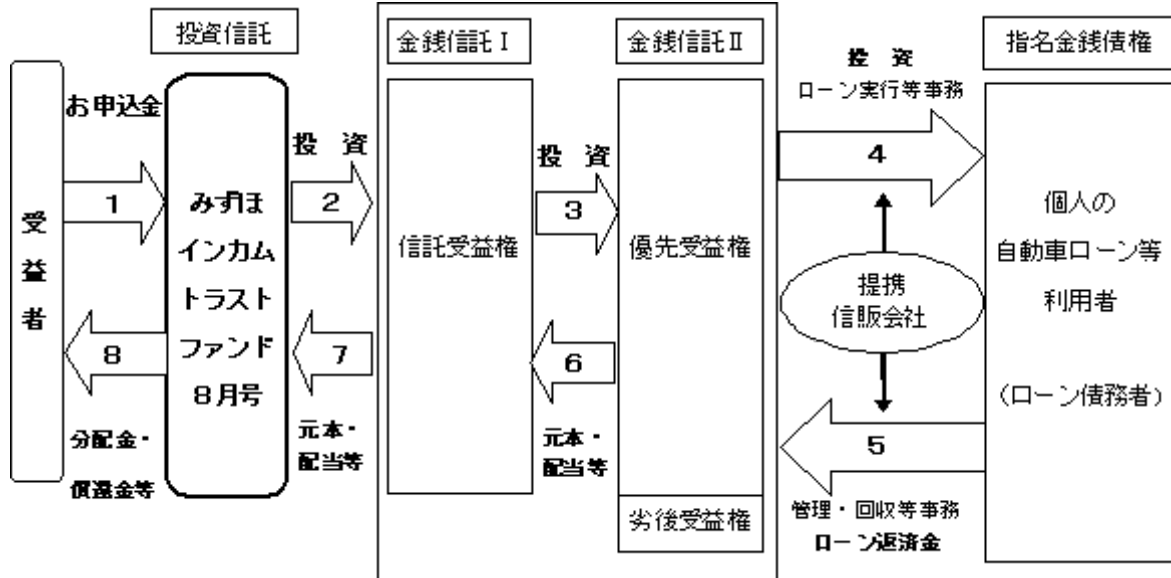 投資信託
金銭信託Ⅰ
金銭信託Ⅱ
指名金銭債権
受益者
お申込金
1
8
分配金・
償還金等
みずほ
インカム
トラスト
ファンド
8月号
投 資
2
7
元本・
配当等
信託受益権
投 資
3
6
元本・
配当等
優先受益権
劣後受益権
投 資
ローン実行等事務
4
提携
信販会社
5
管理・回収等事務
ローン返済金
個人の
自動車ローン等
利用者
(ローン債務者)